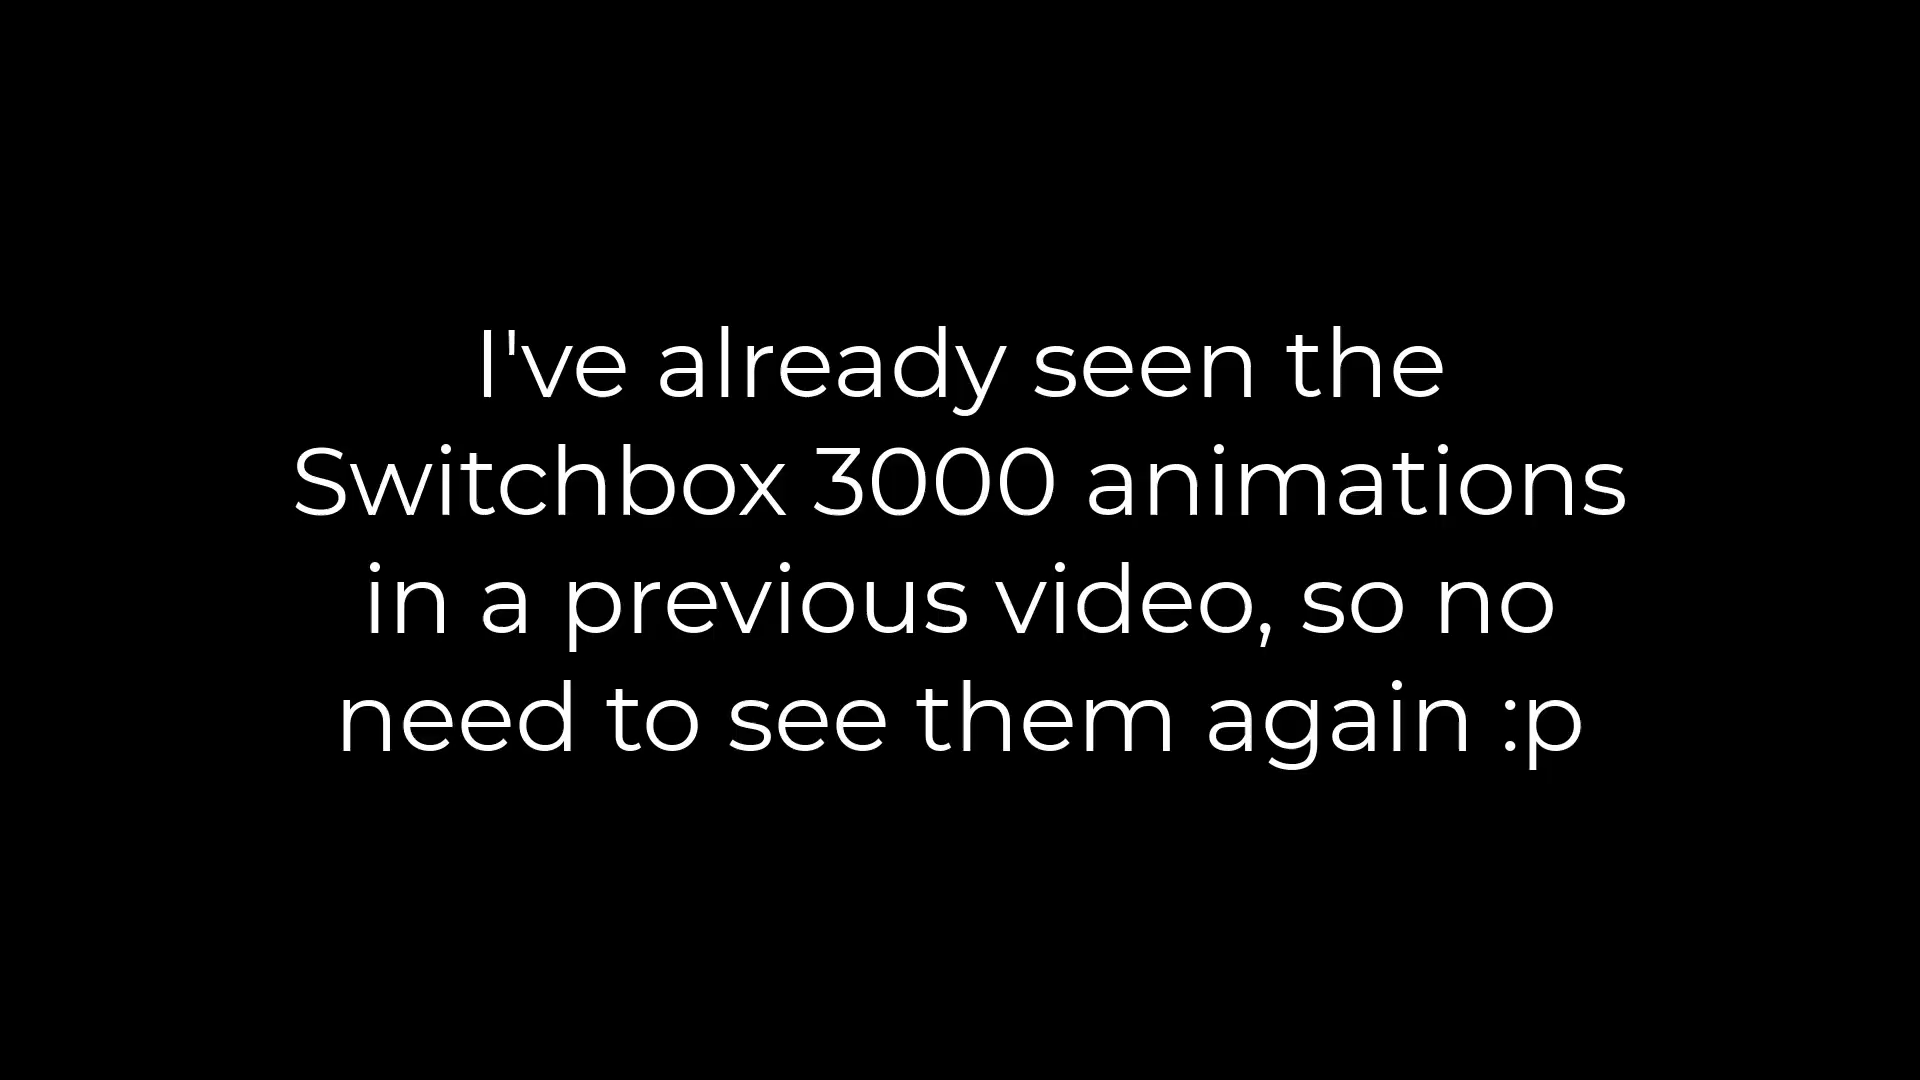 I've already seen the
Switchbox 3000 animations
in a previous video, so no
need to see them again :p